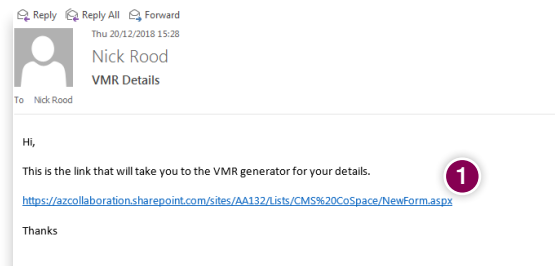 Reply Reply All Forward
Thu 20/12/2018 15:28
Nick Rood
VMR Details
To Nick Rood
Hi,
This is the link that will take you to the VMR generator for your details.
1
https://azcollaboration.sharepoint.com/sites/AA132/Lists/CMS%20CoSpace/NewForm.aspx
Thanks